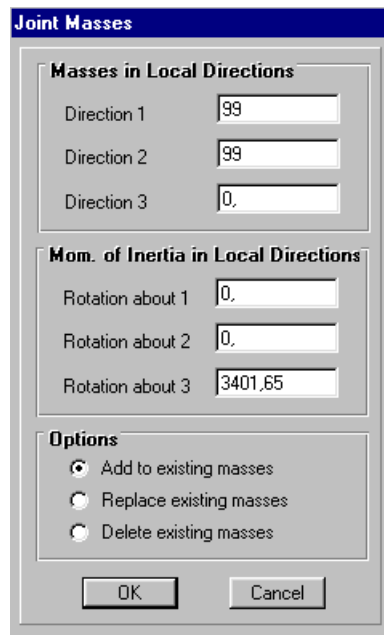 Joint Masses
Masses in Local Directions
Direction 1 99
Direction 2 99
Direction 3 0,
Mom. of Inertia in Local Directions
Rotation about 1 0,
Rotation about 2 0,
Rotation about 3 3401,65
Options
Add to existing masses
Replace existing masses
Delete existing masses
OK Cancel